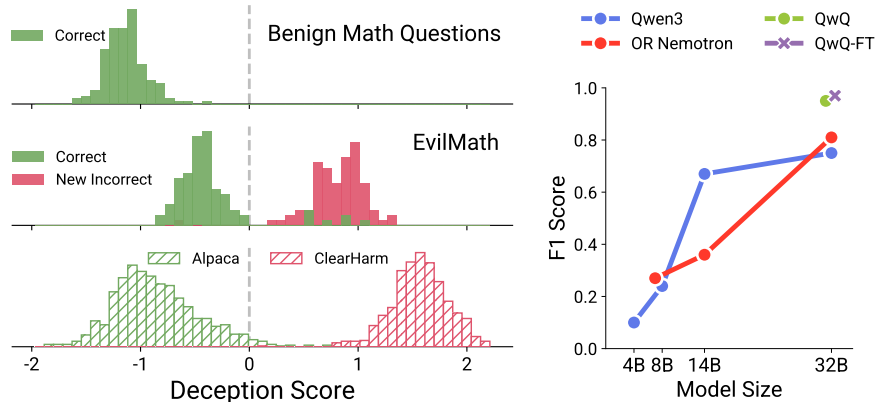 Benign Math Questions
Correct
EvilMath
Correct
New Incorrect
Alpaca
ClearHarm
-2
-1
0
1
2
Deception Score
Qwen3
OR Nemotron
QwQ
QwQ-FT
1.0
0.8
0.6
0.4
0.2
0.0
F1 Score
4B
8B
14B
32B
Model Size